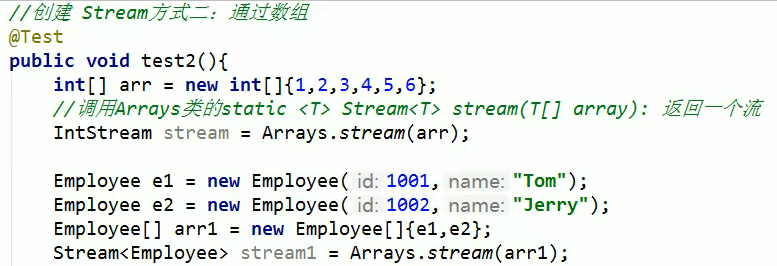 //创建 Stream方式二：通过数组
@Test
public void test2(){
int[] arr = new int[]{1,2,3,4,5,6};
//调用Arrays类的static <T> Stream<T> stream(T[] array): 返回一个流
IntStream stream = Arrays.stream(arr);
Employee e1 = new Employee( id: 1001, name: "Tom");
Employee e2 = new Employee( id: 1002, name: "Jerry");
Employee[] arr1 = new Employee[]{e1,e2};
Stream<Employee> stream1 = Arrays.stream(arr1);